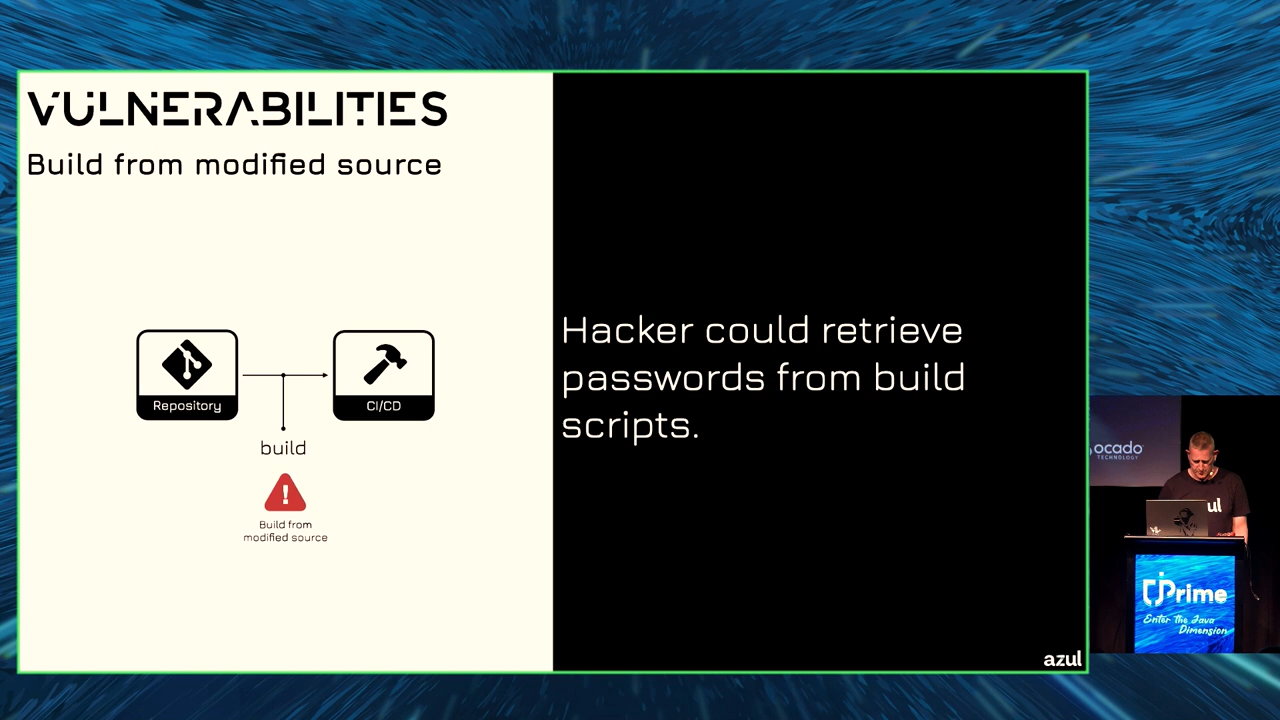 VULNERABILITIES
Build from modified source
Repository
CI/CD
build
!
Build from
modified source
Hacker could retrieve
passwords from build
scripts.
azul
ocado
TECHNOLOGY
ul
jPrime
Enter the Java
Dimension